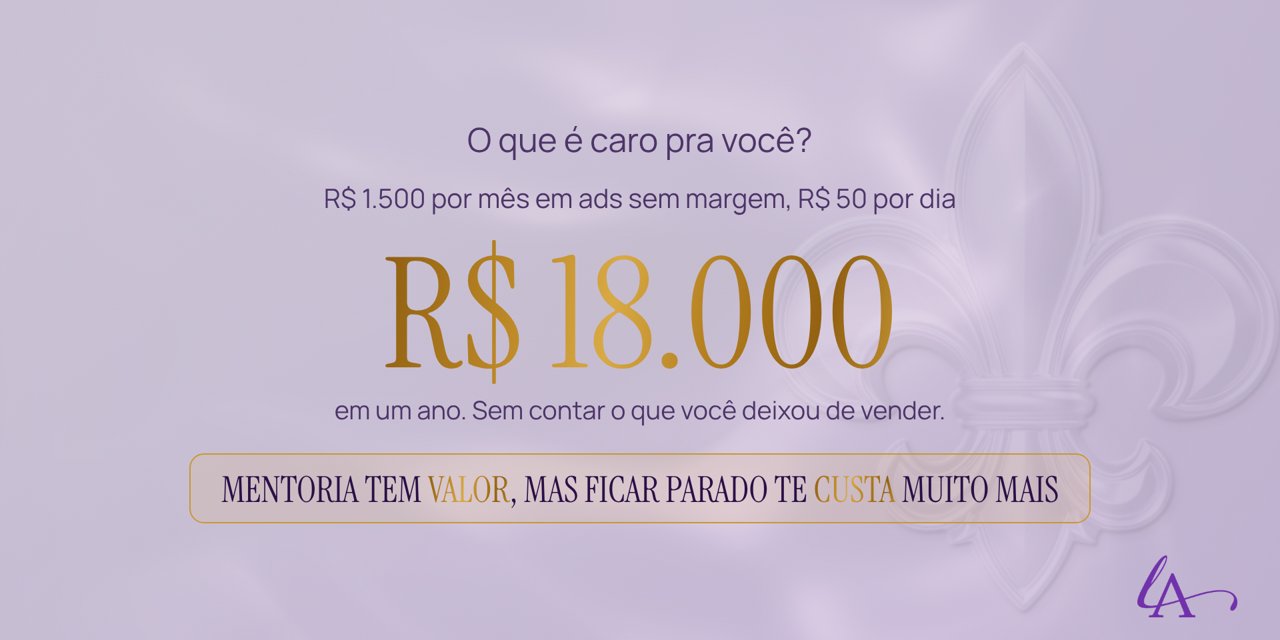 O que é caro pra você?
R$ 1.500 por mês em ads sem margem, R$ 50 por dia
R$ 18.000
em um ano. Sem contar o que você deixou de vender.
MENTORIA TEM VALOR, MAS FICAR PARADO TE CUSTA MUITO MAIS
lA